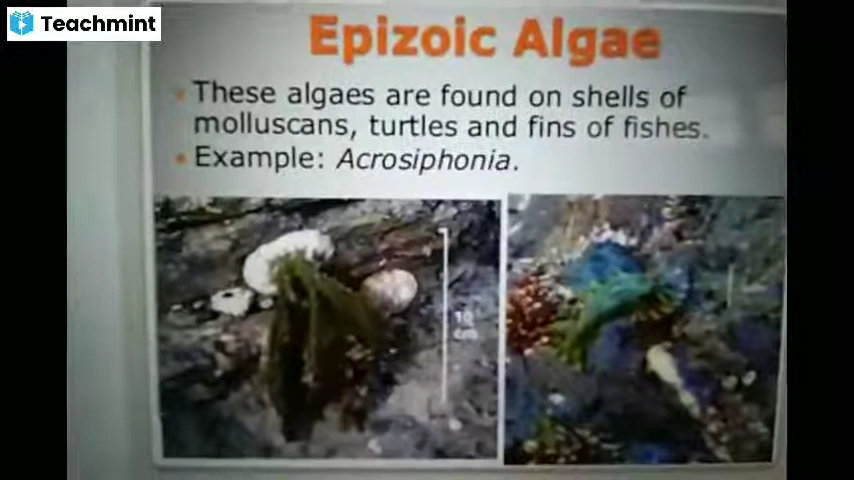 Teachmint
Epizoic Algae
These algaes are found on shells of
molluscans, turtles and fins of fishes.
Example: Acrosiphonia.
10
cm